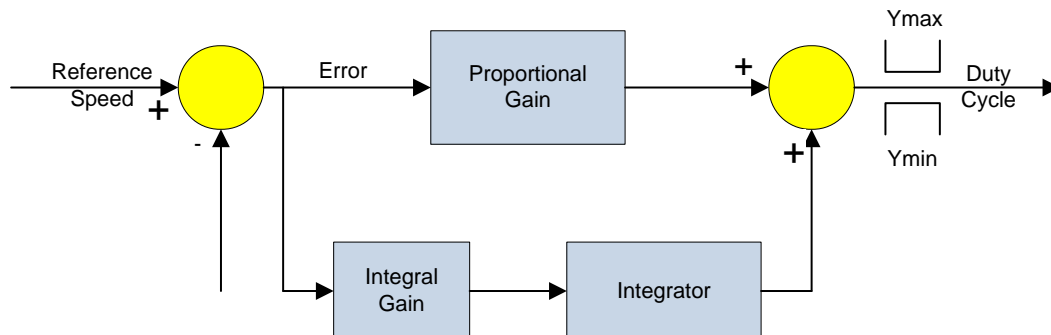 Ymax
Reference
Speed
+
-
Error
Proportional
Gain
+
+
Duty
Cycle
Ymin
Integral
Gain
Integrator